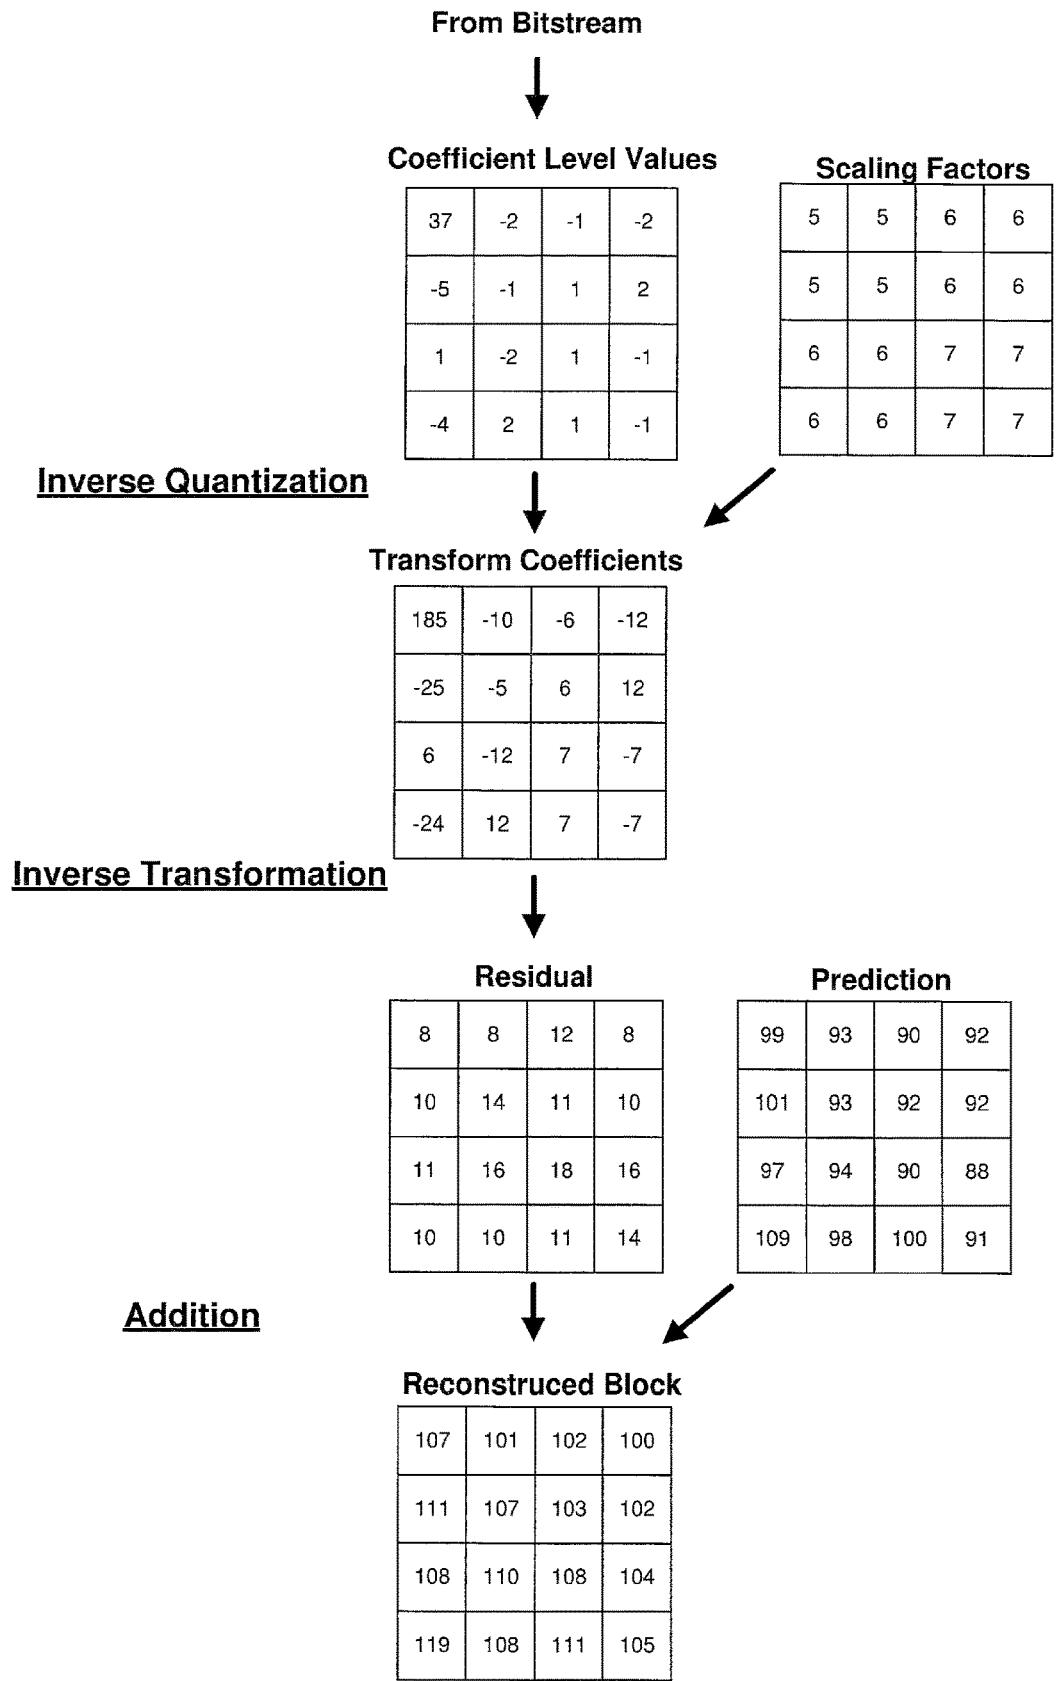 From Bitstream
Coefficient Level Values
37 -2 -1 -2
-5 -1 1 2
1 -2 1 -1
-4 2 1 -1
Scaling Factors
5 5 6 6
5 5 6 6
6 6 7 7
6 6 7 7
Inverse Quantization
Transform Coefficients
185 -10 -6 -12
-25 -5 6 12
6 -12 7 -7
-24 12 7 -7
Inverse Transformation
Residual
8 8 12 8
10 14 11 10
11 16 18 16
10 10 11 14
Prediction
99 93 90 92
101 93 92 92
97 94 90 88
109 98 100 91
Addition
Reconstruced Block
107 101 102 100
111 107 103 102
108 110 108 104
119 108 111 105